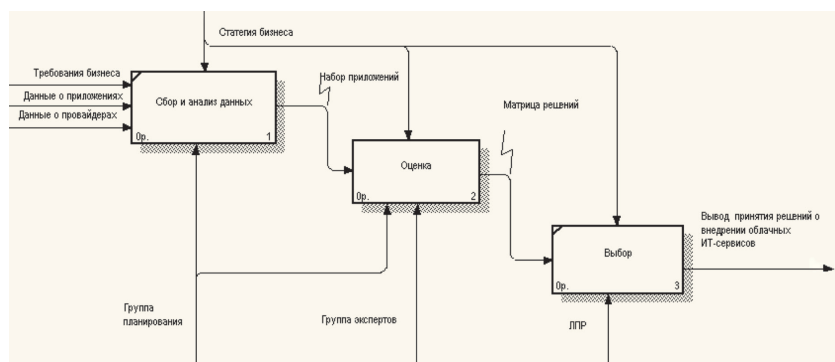 Статегия бизнеса
Требования бизнеса
Данные о приложениях
Данные о провайдерах
Сбор и анализ данных
0р.
1
Набор приложений
Оценка
0р.
2
Матрица решений
Выбор
0р.
3
Вывод принятия решений о
внедрении облачных
ИТ-сервисов
Группа
планирования
Группа экспертов
ЛПР